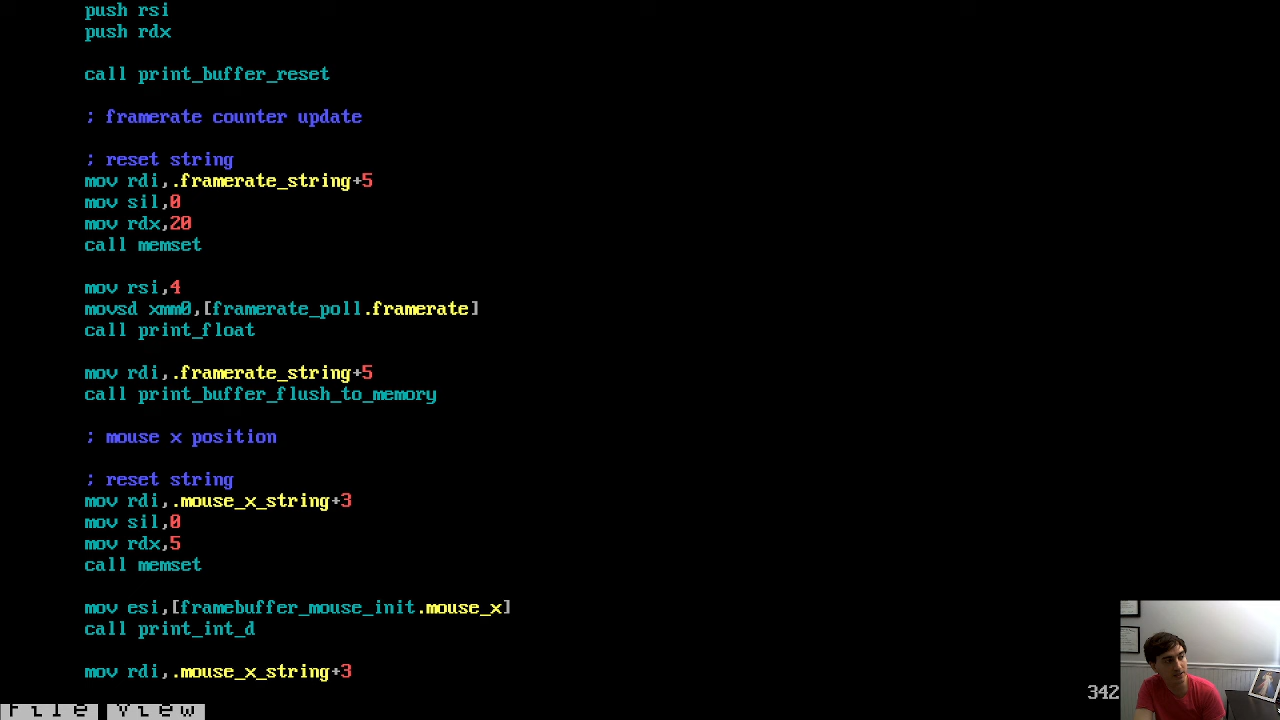 push rsi
push rdx
call print_buffer_reset
; framerate counter update
; reset string
mov rdi,.framerate_string+5
mov sil,0
mov rdx,20
call memset
mov rsi,4
movsd xmm0,[framerate_poll.framerate]
call print_float
mov rdi,.framerate_string+5
call print_buffer_flush_to_memory
; mouse x position
; reset string
mov rdi,.mouse_x_string+3
mov sil,0
mov rdx,5
call memset
mov esi,[framebuffer_mouse_init.mouse_x]
call print_int_d
mov rdi,.mouse_x_string+3
342
File View